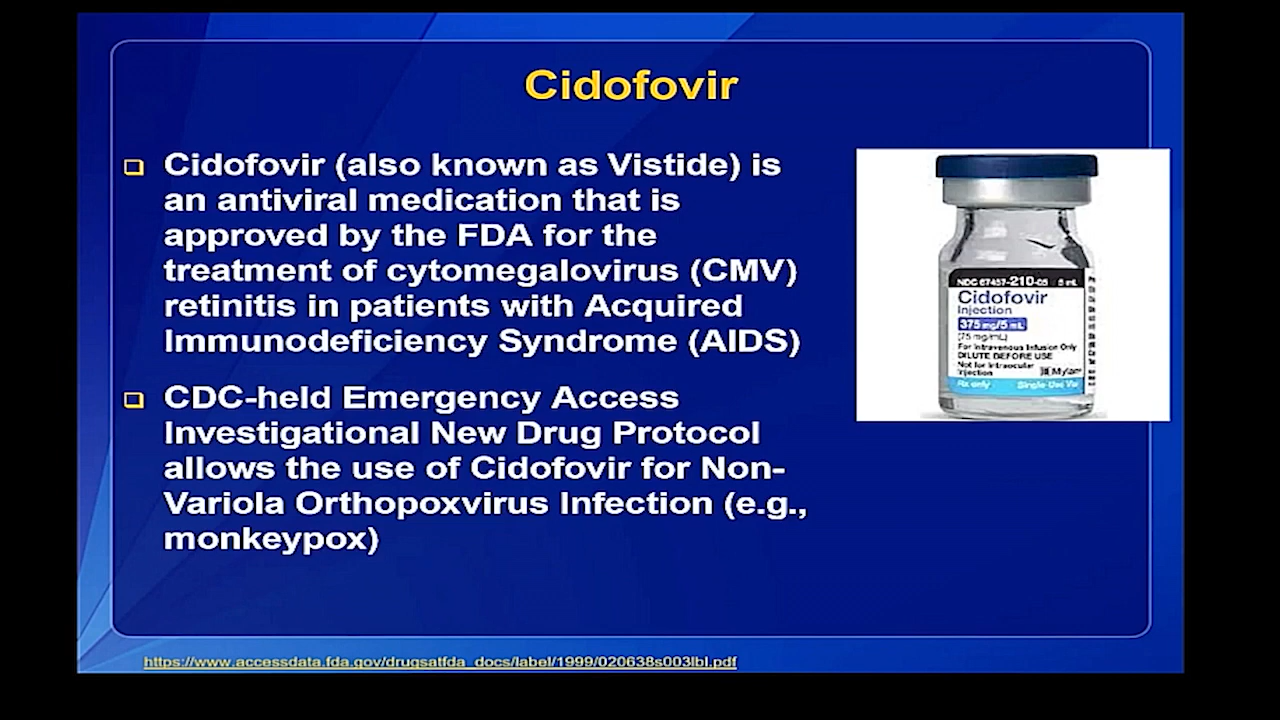 Cidofovir
Cidofovir (also known as Vistide) is
an antiviral medication that is
approved by the FDA for the
treatment of cytomegalovirus (CMV)
retinitis in patients with Acquired
Immunodeficiency Syndrome (AIDS)
CDC-held Emergency Access
Investigational New Drug Protocol
allows the use of Cidofovir for Non-
Variola Orthopoxvirus Infection (e.g.,
monkeypox)
NDC 67457-210-05 5 mL
Cidofovir
Injection
375 mg/5 mL
(75 mg/mL)
For Intravenous Infusion Only
DILUTE BEFORE USE
Not for Intraocular
Injection
Mylan
Rx only Single-Use Vial
https://www.accessdata.fda.gov/drugsatfda_docs/label/1999/020638s003lbl.pdf